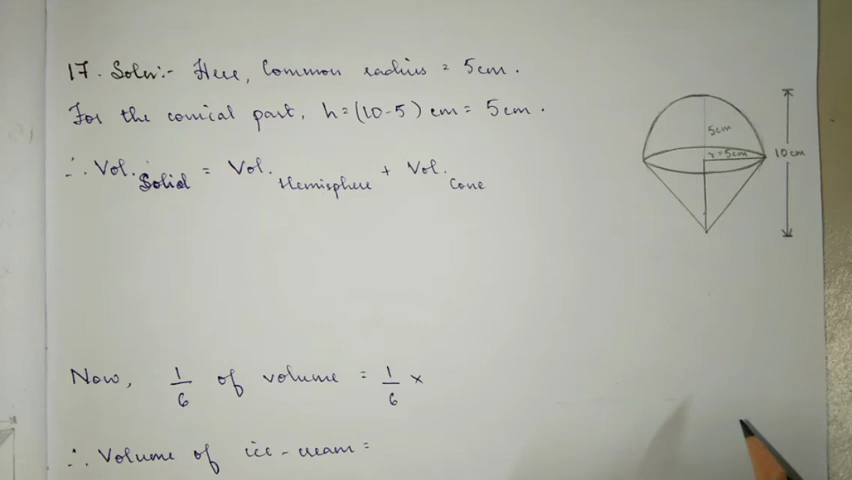 17. Soln:- Here, Common radius = 5cm.
For the conical part, h = (10-5) cm = 5cm.
∴ Vol. Solid = Vol. Hemisphere + Vol. Cone
5cm
r=5cm
10cm
Now, 1/6 of volume = 1/6 ×
∴ Volume of ice-cream =